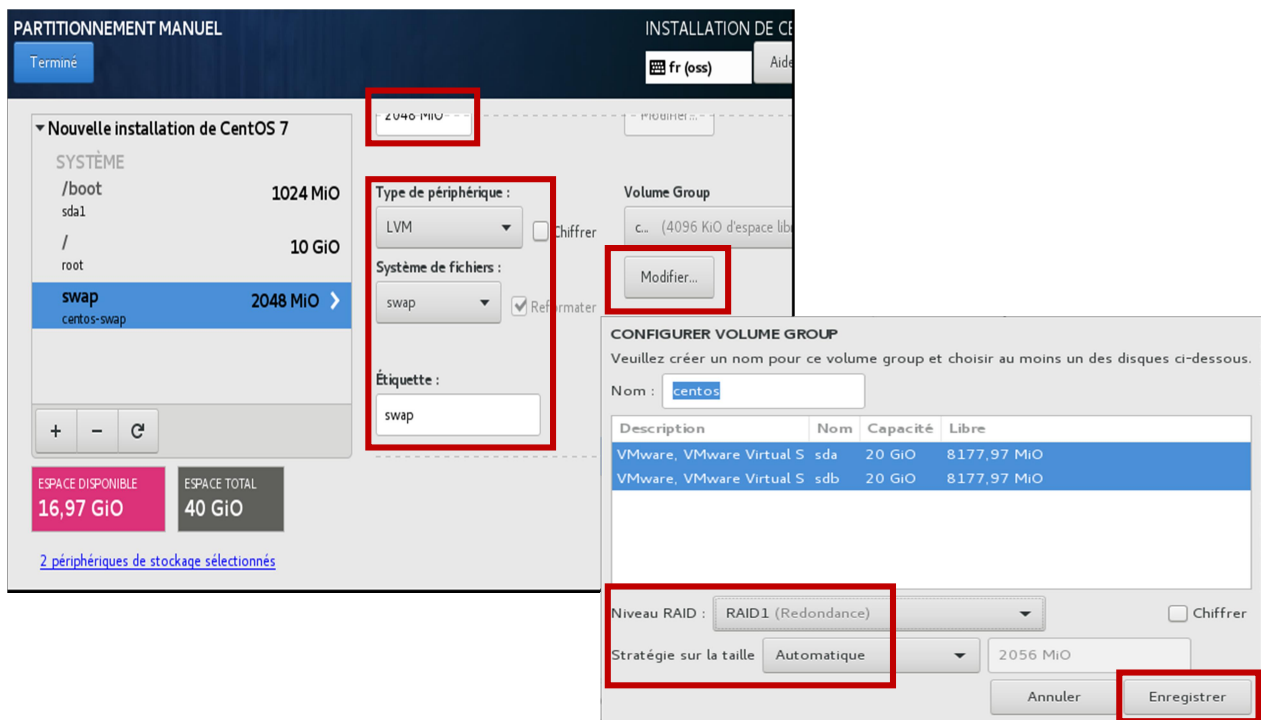 PARTITIONNEMENT MANUEL
INSTALLATION DE CE
Terminé
fr (oss)
Aide
Nouvelle installation de CentOS 7
SYSTÈME
/boot
1024 MiO
sda1
/
10 GiO
root
swap
2048 MiO
centos-swap
+ -
ESPACE DISPONIBLE
16,97 GiO
ESPACE TOTAL
40 GiO
2 périphériques de stockage sélectionnés
2048 MiO
Modifier...
Type de périphérique :
LVM
Chiffrer
Système de fichiers :
swap
Reformater
Étiquette :
swap
Volume Group
c... (4096 KiO d'espace lib
Modifier...
CONFIGURER VOLUME GROUP
Veuillez créer un nom pour ce volume group et choisir au moins un des disques ci-dessous.
Nom : centos
Description Nom Capacité Libre
VMware, VMware Virtual S sda 20 GiO 8177,97 MiO
VMware, VMware Virtual S sdb 20 GiO 8177,97 MiO
Niveau RAID : RAID1 (Redondance)
Chiffrer
Stratégie sur la taille Automatique 2056 MiO
Annuler Enregistrer